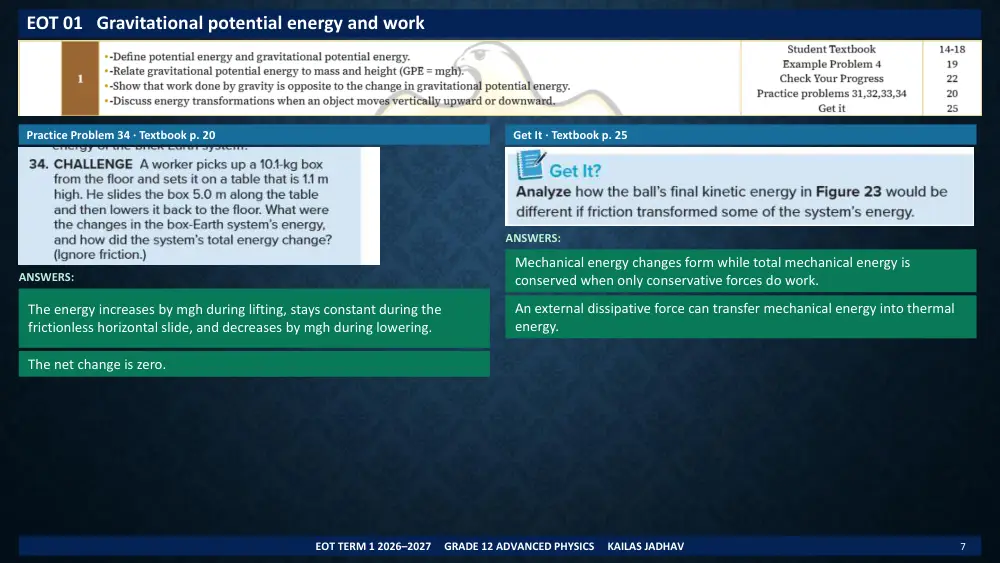 EOT 01 Gravitational potential energy and work
1
•-Define potential energy and gravitational potential energy.
•-Relate gravitational potential energy to mass and height (GPE = mgh).
•-Show that work done by gravity is opposite to the change in gravitational potential energy.
•-Discuss energy transformations when an object moves vertically upward or downward.
Student Textbook 14-18
Example Problem 4 19
Check Your Progress 22
Practice problems 31,32,33,34 20
Get it 25
Practice Problem 34 · Textbook p. 20
energy of the brick-Earth system?
34. CHALLENGE A worker picks up a 10.1-kg box
from the floor and sets it on a table that is 1.1 m
high. He slides the box 5.0 m along the table
and then lowers it back to the floor. What were
the changes in the box-Earth system's energy,
and how did the system's total energy change?
(Ignore friction.)
ANSWERS:
The energy increases by mgh during lifting, stays constant during the
frictionless horizontal slide, and decreases by mgh during lowering.
The net change is zero.
Get It · Textbook p. 25
Get It?
Analyze how the ball's final kinetic energy in Figure 23 would be
different if friction transformed some of the system's energy.
ANSWERS:
Mechanical energy changes form while total mechanical energy is
conserved when only conservative forces do work.
An external dissipative force can transfer mechanical energy into thermal
energy.
EOT TERM 1 2026–2027 GRADE 12 ADVANCED PHYSICS KAILAS JADHAV
7